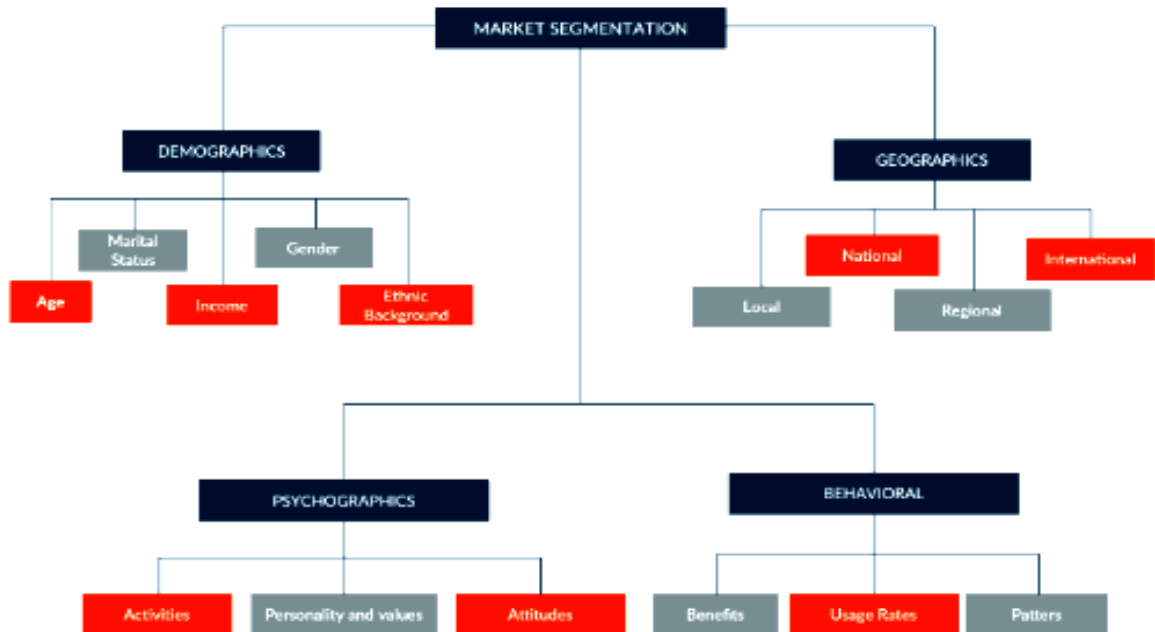 MARKET SEGMENTATION
DEMOGRAPHICS
GEOGRAPHICS
Marital
Status
Gender
National
International
Age
Income
Ethnic
Background
Local
Regional
PSYCHOGRAPHICS
BEHAVIORAL
Activities
Personality and values
Attitudes
Benefits
Usage Rates
Patters